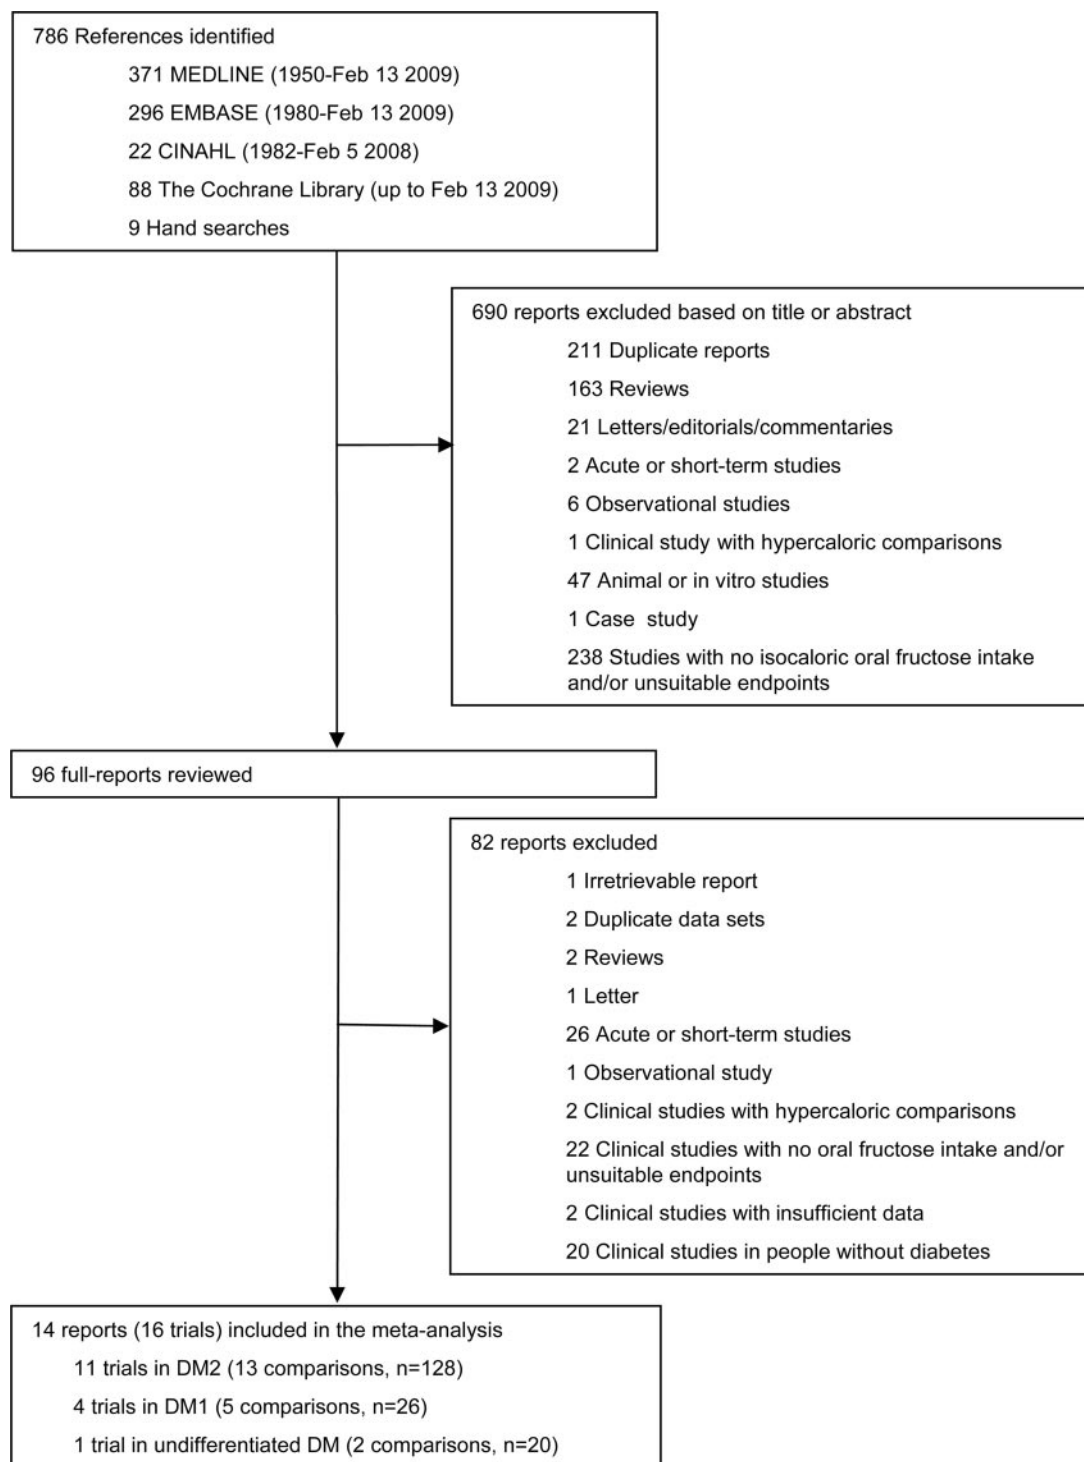 786 References identified
371 MEDLINE (1950-Feb 13 2009)
296 EMBASE (1980-Feb 13 2009)
22 CINAHL (1982-Feb 5 2008)
88 The Cochrane Library (up to Feb 13 2009)
9 Hand searches
690 reports excluded based on title or abstract
211 Duplicate reports
163 Reviews
21 Letters/editorials/commentaries
2 Acute or short-term studies
6 Observational studies
1 Clinical study with hypercaloric comparisons
47 Animal or in vitro studies
1 Case study
238 Studies with no isocaloric oral fructose intake
and/or unsuitable endpoints
96 full-reports reviewed
82 reports excluded
1 Irretrievable report
2 Duplicate data sets
2 Reviews
1 Letter
26 Acute or short-term studies
1 Observational study
2 Clinical studies with hypercaloric comparisons
22 Clinical studies with no oral fructose intake and/or
unsuitable endpoints
2 Clinical studies with insufficient data
20 Clinical studies in people without diabetes
14 reports (16 trials) included in the meta-analysis
11 trials in DM2 (13 comparisons, n=128)
4 trials in DM1 (5 comparisons, n=26)
1 trial in undifferentiated DM (2 comparisons, n=20)